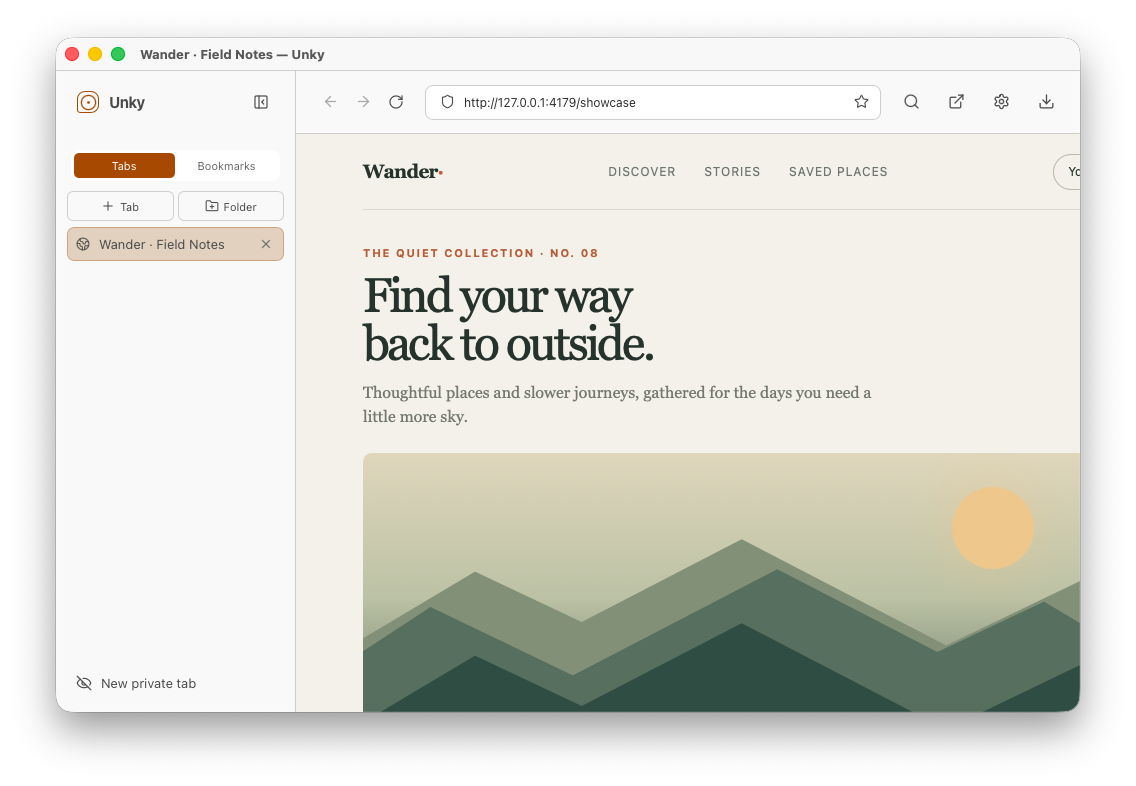 Wander · Field Notes — Unky
Unky
http://127.0.0.1:4179/showcase
Tabs
Bookmarks
Tab
Folder
Wander · Field Notes
New private tab
Wander·
DISCOVER
STORIES
SAVED PLACES
Yo
THE QUIET COLLECTION · NO. 08
Find your way
back to outside.
Thoughtful places and slower journeys, gathered for the days you need a
little more sky.